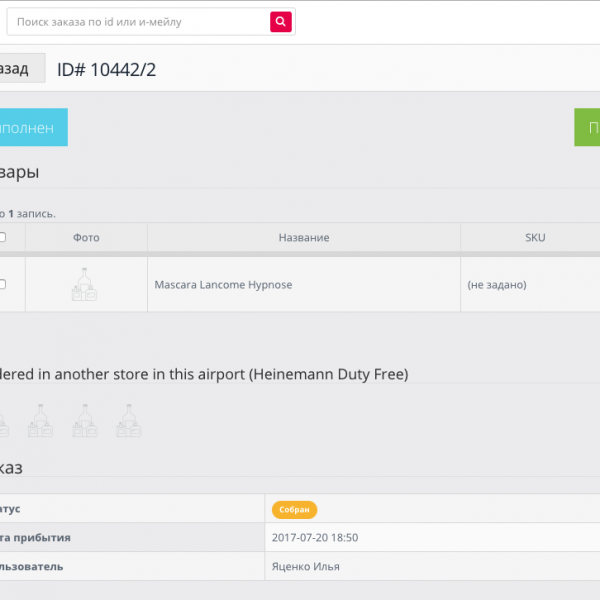 Поиск заказа по id или и-мейлу
азад
ID# 10442/2
полнен
П
вары
о 1 запись.
Фото
Название
SKU
Mascara Lancome Hypnose
(не задано)
dered in another store in this airport (Heinemann Duty Free)
каз
атус
Собран
та прибытия
2017-07-20 18:50
льзователь
Яценко Илья